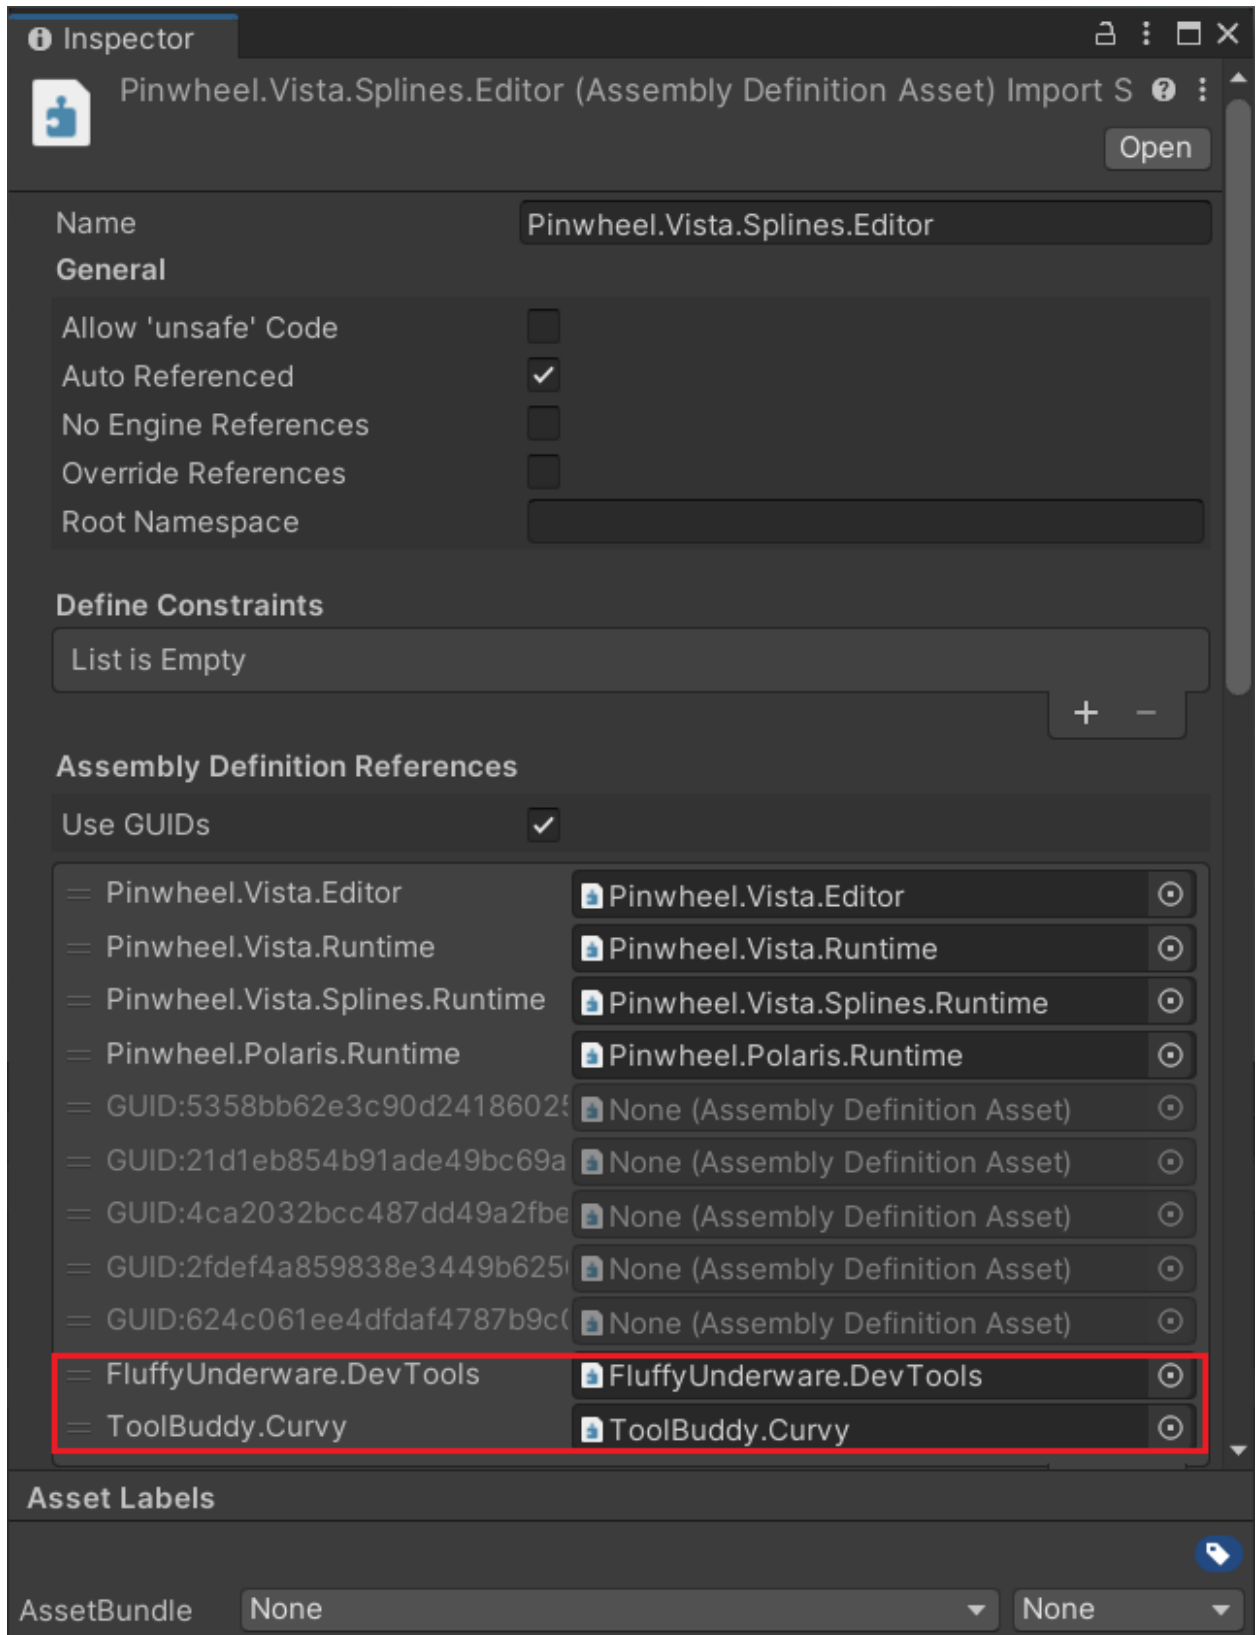 Inspector
Pinwheel.Vista.Splines.Editor (Assembly Definition Asset) Import S
Open
Name Pinwheel.Vista.Splines.Editor
General
Allow 'unsafe' Code
Auto Referenced
No Engine References
Override References
Root Namespace
Define Constraints
List is Empty
Assembly Definition References
Use GUIDs
Pinwheel.Vista.Editor Pinwheel.Vista.Editor
Pinwheel.Vista.Runtime Pinwheel.Vista.Runtime
Pinwheel.Vista.Splines.Runtime Pinwheel.Vista.Splines.Runtime
Pinwheel.Polaris.Runtime Pinwheel.Polaris.Runtime
GUID:5358bb62e3c90d24186025 None (Assembly Definition Asset)
GUID:21d1eb854b91ade49bc69a None (Assembly Definition Asset)
GUID:4ca2032bcc487dd49a2fbe None (Assembly Definition Asset)
GUID:2fdef4a859838e3449b625 None (Assembly Definition Asset)
GUID:624c061ee4dfdaf4787b9c None (Assembly Definition Asset)
FluffyUnderware.DevTools FluffyUnderware.DevTools
ToolBuddy.Curvy ToolBuddy.Curvy
Asset Labels
AssetBundle None None